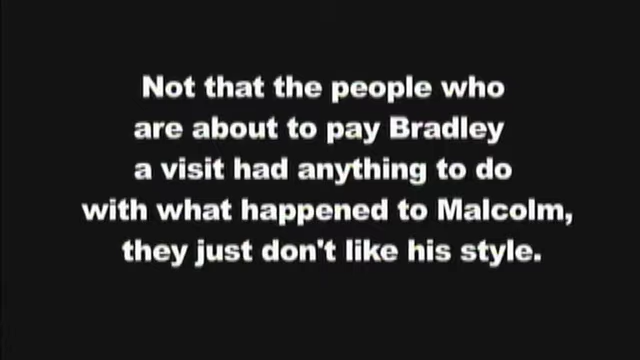 Not that the people who
are about to pay Bradley
a visit had anything to do
with what happened to Malcolm,
they just don't like his style.